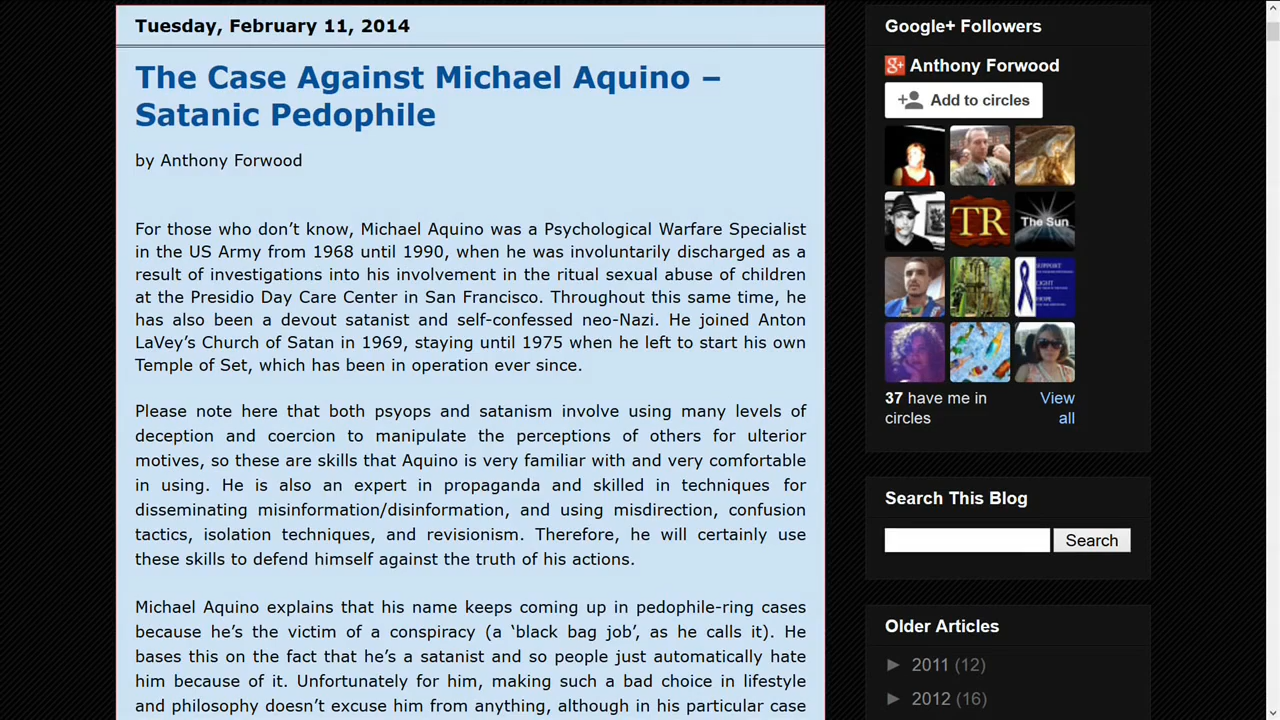 Tuesday, February 11, 2014
The Case Against Michael Aquino –
Satanic Pedophile
by Anthony Forwood
For those who don’t know, Michael Aquino was a Psychological Warfare Specialist
in the US Army from 1968 until 1990, when he was involuntarily discharged as a
result of investigations into his involvement in the ritual sexual abuse of children
at the Presidio Day Care Center in San Francisco. Throughout this same time, he
has also been a devout satanist and self-confessed neo-Nazi. He joined Anton
LaVey’s Church of Satan in 1969, staying until 1975 when he left to start his own
Temple of Set, which has been in operation ever since.
Please note here that both psyops and satanism involve using many levels of
deception and coercion to manipulate the perceptions of others for ulterior
motives, so these are skills that Aquino is very familiar with and very comfortable
in using. He is also an expert in propaganda and skilled in techniques for
disseminating misinformation/disinformation, and using misdirection, confusion
tactics, isolation techniques, and revisionism. Therefore, he will certainly use
these skills to defend himself against the truth of his actions.
Michael Aquino explains that his name keeps coming up in pedophile-ring cases
because he’s the victim of a conspiracy (a ‘black bag job’, as he calls it). He
bases this on the fact that he’s a satanist and so people just automatically hate
him because of it. Unfortunately for him, making such a bad choice in lifestyle
and philosophy doesn’t excuse him from anything, although in his particular case
Google+ Followers
g+ Anthony Forwood
Add to circles
TR
The Sun
SUPPORT
HOPE
37 have me in
circles
View
all
Search This Blog
Search
Older Articles
► 2011 (12)
► 2012 (16)